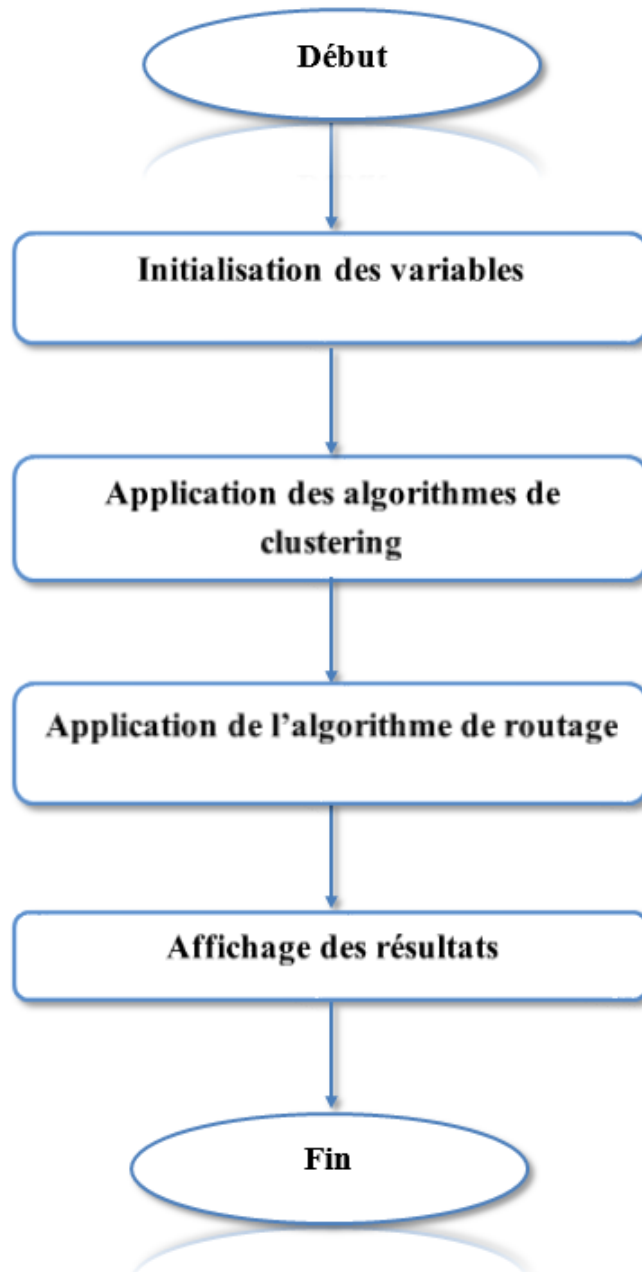 Début
Initialisation des variables
Application des algorithmes de
clustering
Application de l’algorithme de routage
Affichage des résultats
Fin